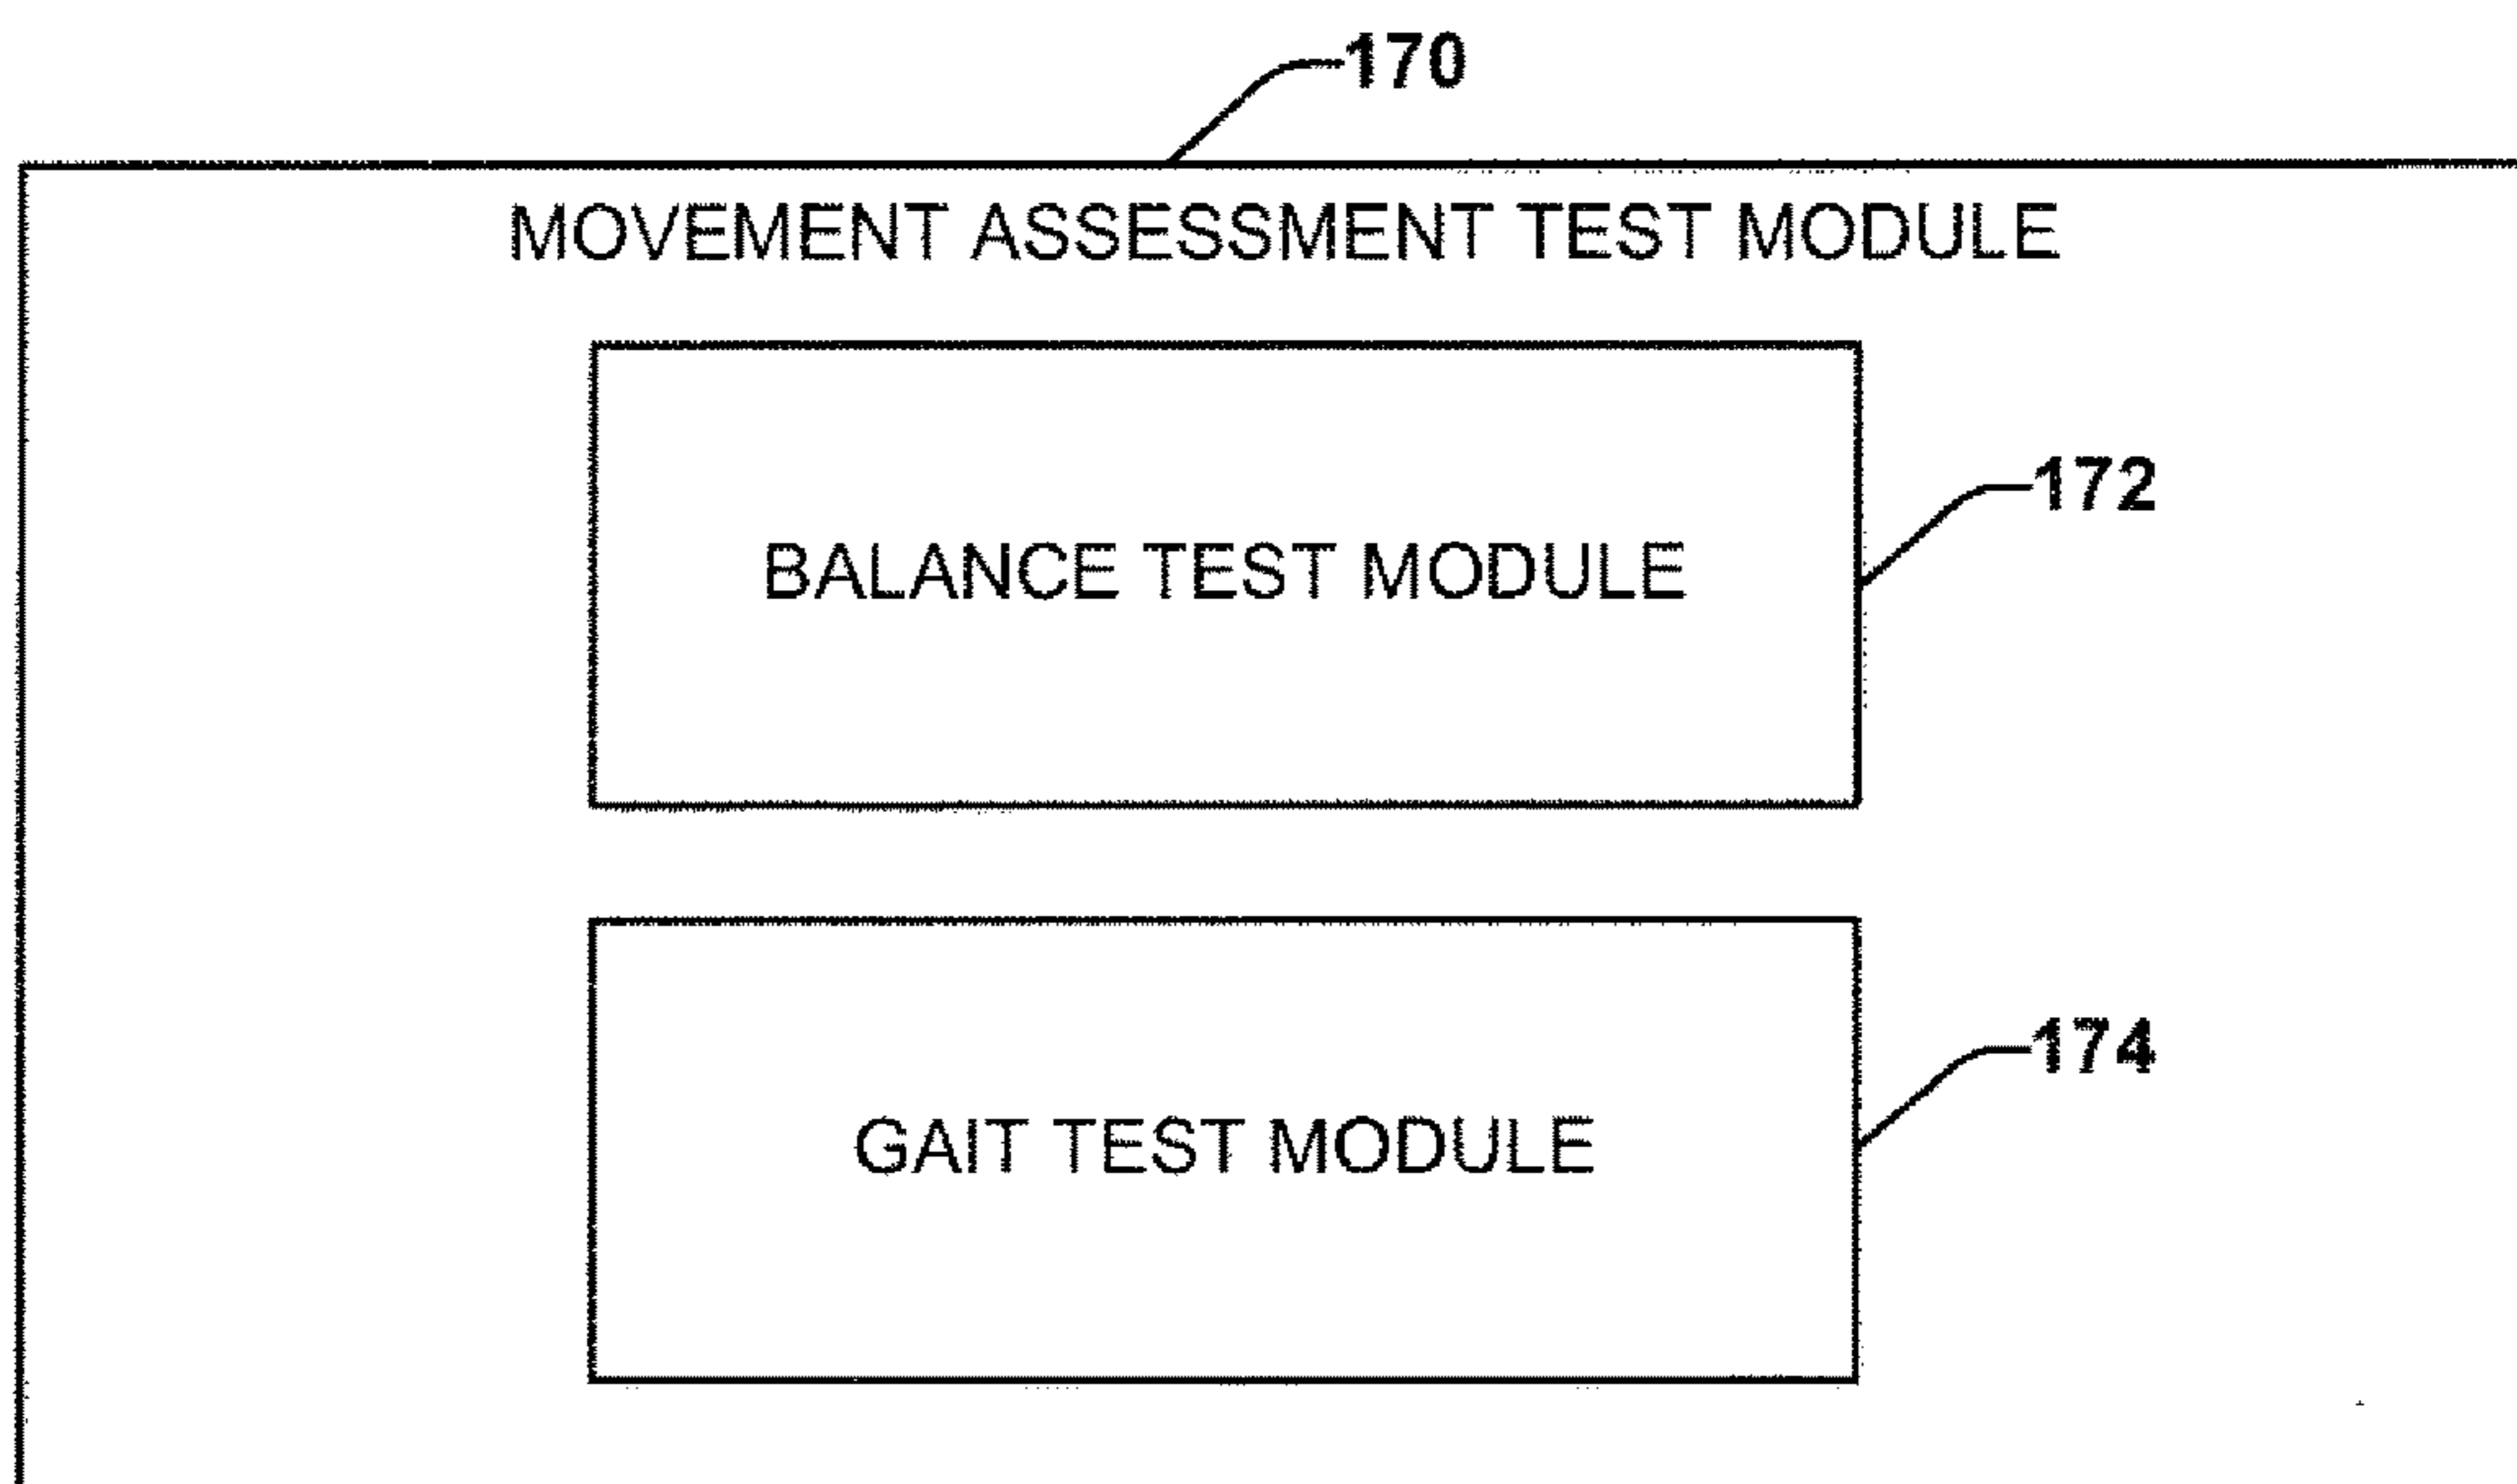 170
MOVEMENT ASSESSMENT TEST MODULE
172
BALANCE TEST MODULE
174
GAIT TEST MODULE